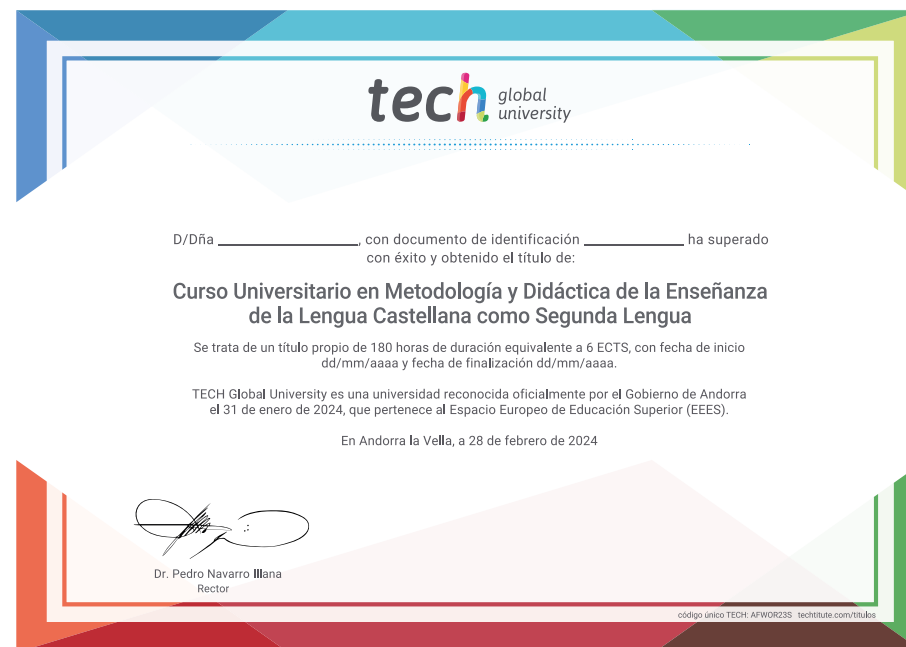 tech global university
D/Dña ____________________, con documento de identificación ______________ ha superado
con éxito y obtenido el título de:
Curso Universitario en Metodología y Didáctica de la Enseñanza
de la Lengua Castellana como Segunda Lengua
Se trata de un título propio de 180 horas de duración equivalente a 6 ECTS, con fecha de inicio
dd/mm/aaaa y fecha de finalización dd/mm/aaaa.
TECH Global University es una universidad reconocida oficialmente por el Gobierno de Andorra
el 31 de enero de 2024, que pertenece al Espacio Europeo de Educación Superior (EEES).
En Andorra la Vella, a 28 de febrero de 2024
Dr. Pedro Navarro Illana
Rector
código único TECH: AFWOR23S techtitute.com/titulos